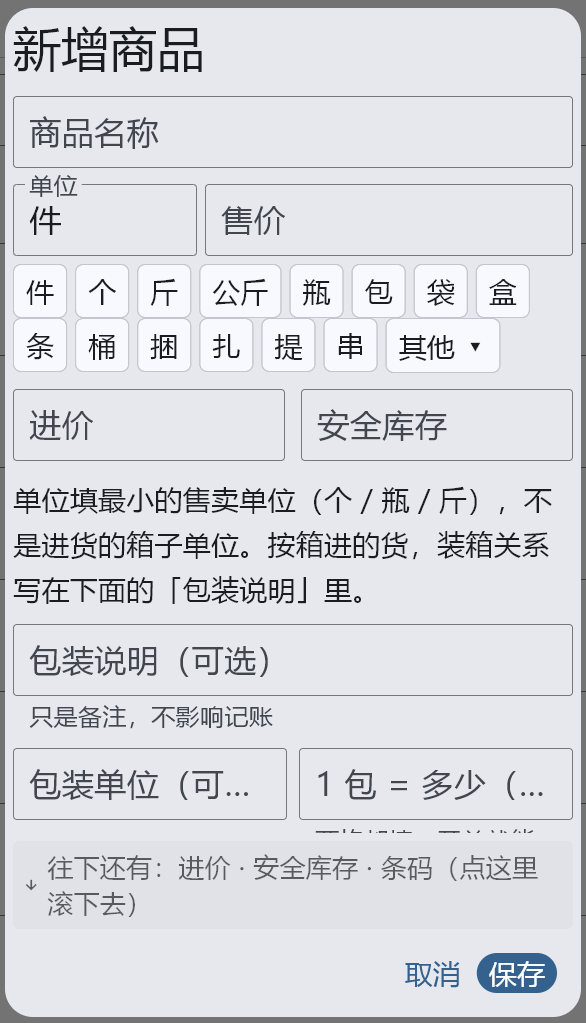 新增商品
商品名称
单位
件
售价
件 个 斤 公斤 瓶 包 袋 盒
条 桶 捆 扎 提 串 其他 ▾
进价
安全库存
单位填最小的售卖单位（个 / 瓶 / 斤），不
是进货的箱子单位。按箱进的货，装箱关系
写在下面的「包装说明」里。
包装说明（可选）
只是备注，不影响记账
包装单位（可…
1 包 = 多少（…
↓ 往下还有：进价 · 安全库存 · 条码（点这里
滚下去）
取消
保存